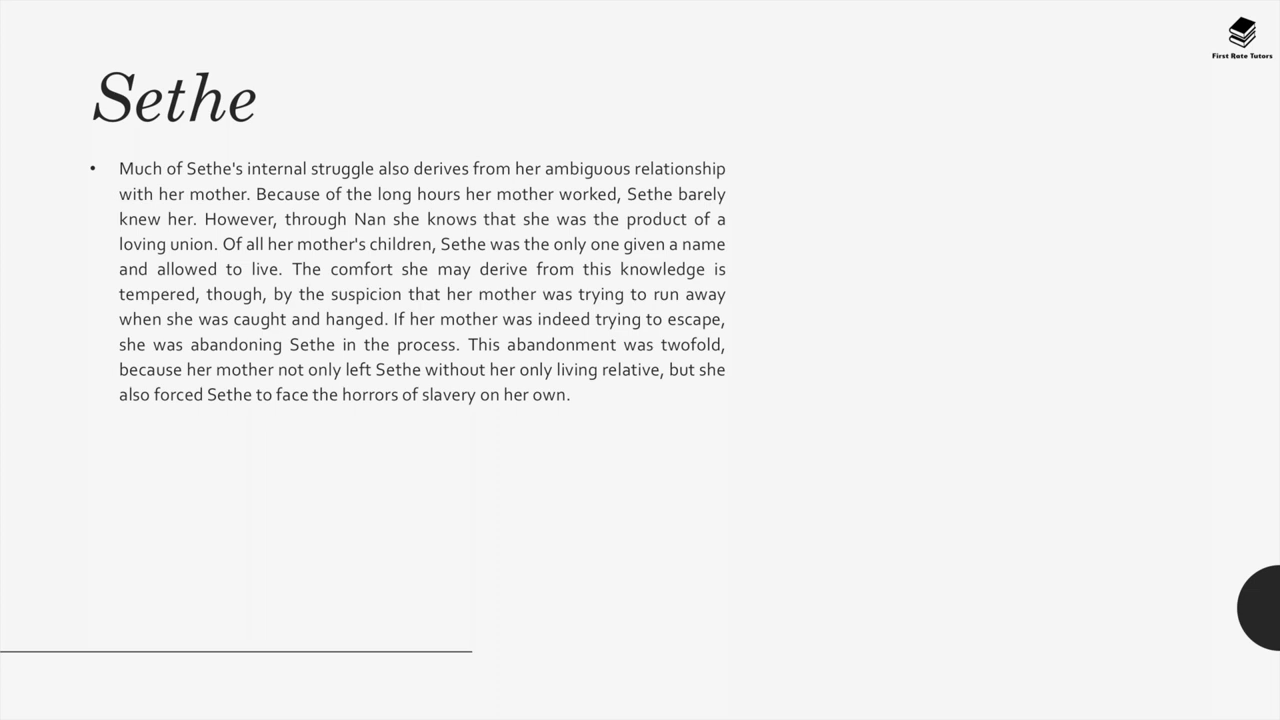 First Rate Tutors
Sethe
• Much of Sethe's internal struggle also derives from her ambiguous relationship
with her mother. Because of the long hours her mother worked, Sethe barely
knew her. However, through Nan she knows that she was the product of a
loving union. Of all her mother's children, Sethe was the only one given a name
and allowed to live. The comfort she may derive from this knowledge is
tempered, though, by the suspicion that her mother was trying to run away
when she was caught and hanged. If her mother was indeed trying to escape,
she was abandoning Sethe in the process. This abandonment was twofold,
because her mother not only left Sethe without her only living relative, but she
also forced Sethe to face the horrors of slavery on her own.